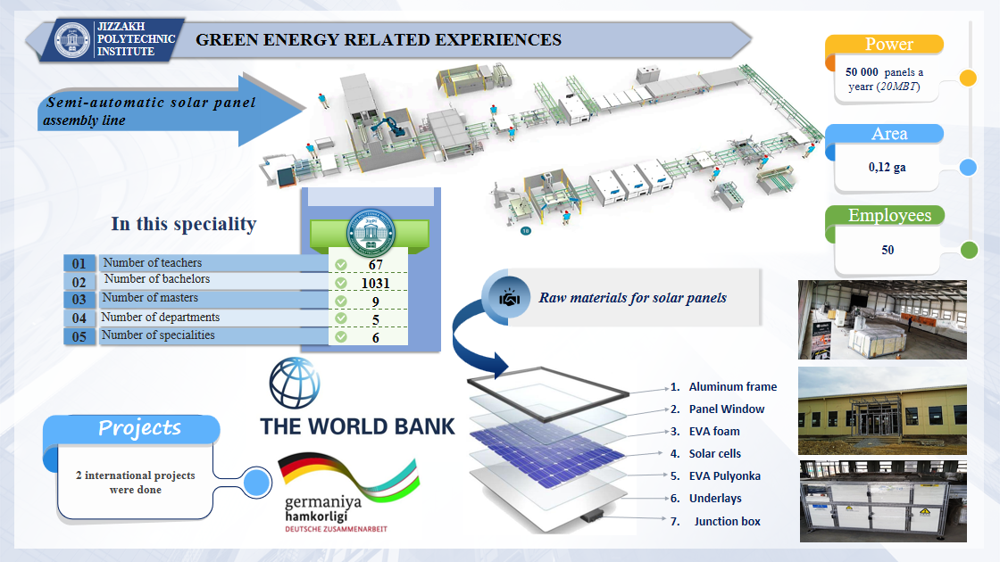 JIZZAKH
POLYTECHNIC
INSTITUTE
GREEN ENERGY RELATED EXPERIENCES
Semi-automatic solar panel
assembly line
Power
50 000 panels a
yearr (20MBT)
Area
0,12 ga
Employees
50
In this speciality
01 Number of teachers 67
02 Number of bachelors 1031
03 Number of masters 9
04 Number of departments 5
05 Number of specialities 6
Raw materials for solar panels
1. Aluminum frame
2. Panel Window
3. EVA foam
4. Solar cells
5. EVA Pulyonka
6. Underlays
7. Junction box
THE WORLD BANK
Projects
2 international projects
were done
germaniya
hamkorligi
DEUTSCHE ZUSAMMENARBEIT